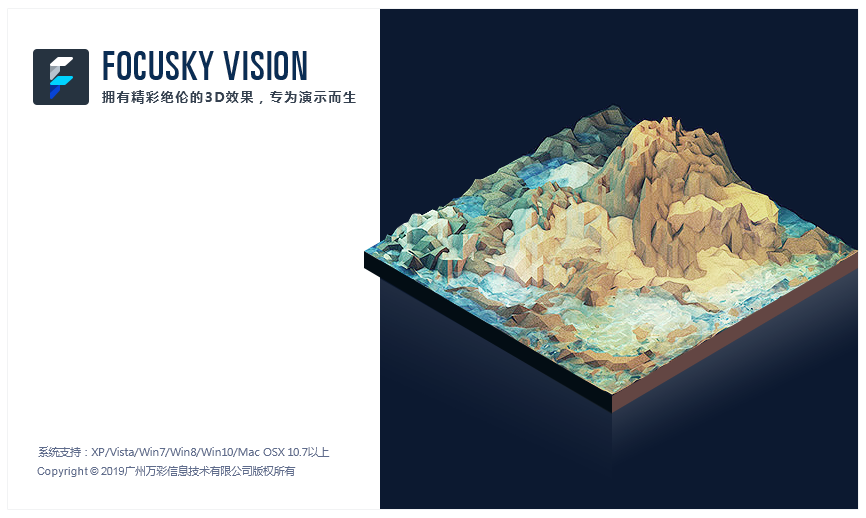 FOCUSKY VISION
拥有精彩绝伦的3D效果，专为演示而生
系统支持：XP/Vista/Win7/Win8/Win10/Mac OSX 10.7以上
Copyright © 2019广州万彩信息技术有限公司版权所有